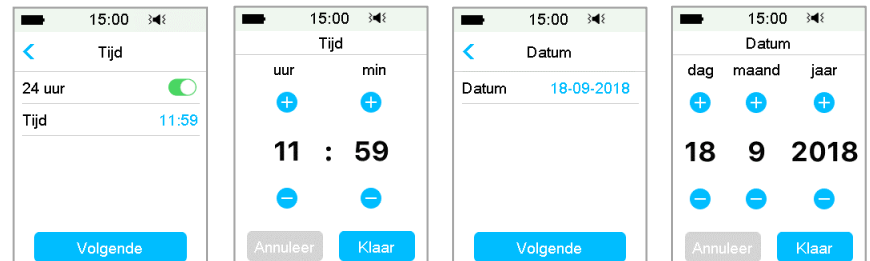 15:00
Tijd
24 uur
Tijd 11:59
Volgende
15:00
Tijd
uur min
11 : 59
Annuleer Klaar
15:00
Datum
Datum 18-09-2018
Volgende
15:00
Datum
dag maand jaar
18 9 2018
Annuleer Klaar